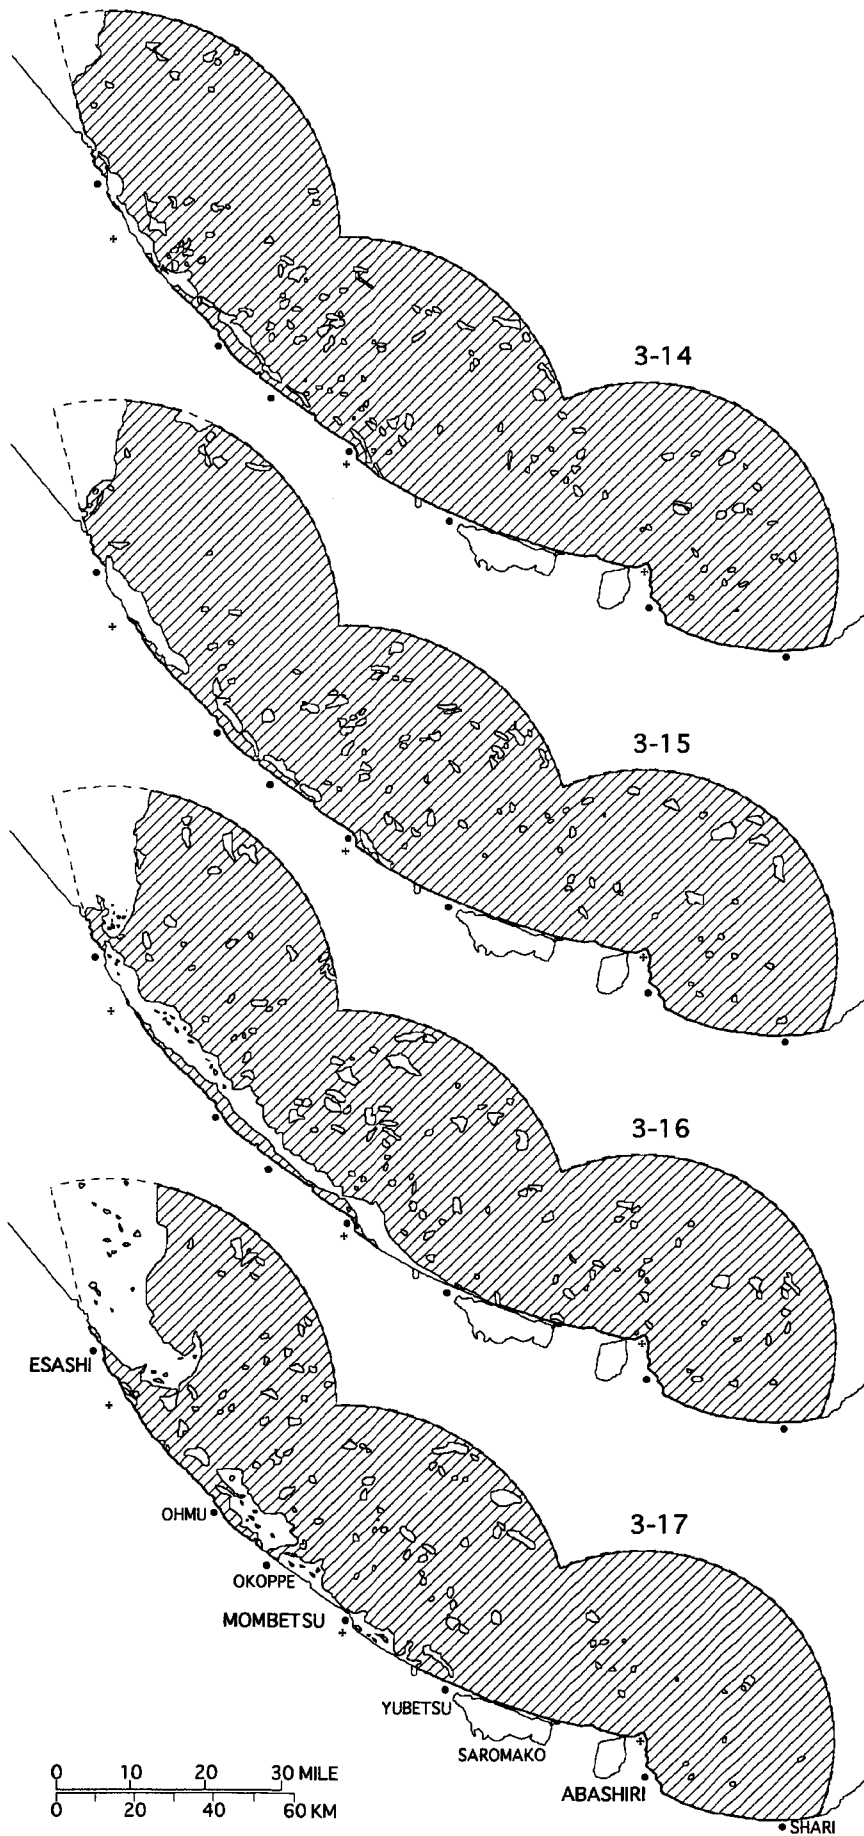 3-14
3-15
3-16
3-17
ESASHI
OHMU
OKOPPE
MOMBETSU
YUBETSU
SAROMAKO
ABASHIRI
SHARI
0 10 20 30 MILE
0 20 40 60 KM